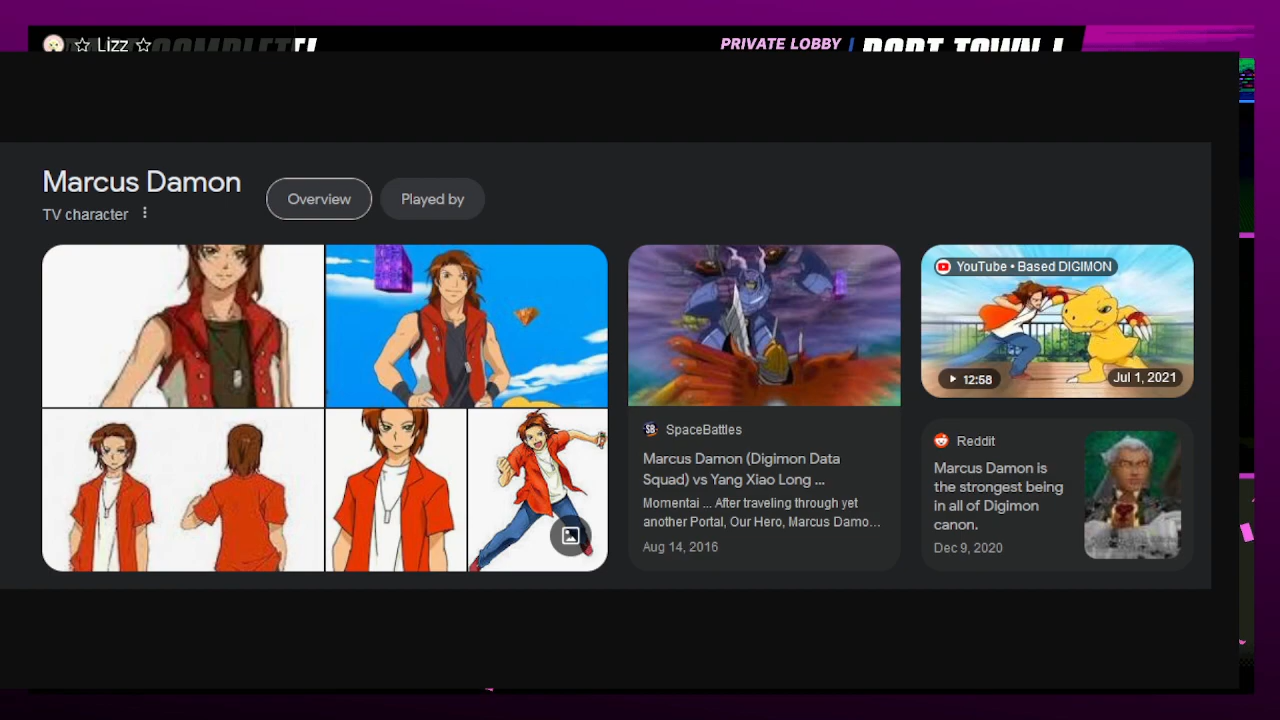 ☆ Lizz ☆
PRIVATE LOBBY
Marcus Damon
TV character
Overview
Played by
SpaceBattles
Marcus Damon (Digimon Data
Squad) vs Yang Xiao Long ...
Momentai ... After traveling through yet
another Portal, Our Hero, Marcus Damo...
Aug 14, 2016
YouTube • Based DIGIMON
12:58
Jul 1, 2021
Reddit
Marcus Damon is
the strongest being
in all of Digimon
canon.
Dec 9, 2020